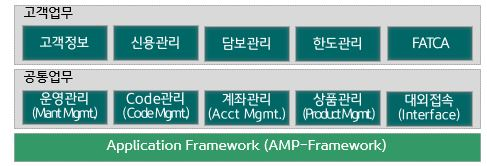 고객업무
고객정보 신용관리 담보관리 한도관리 FATCA
공통업무
운영관리 Code관리 계좌관리 상품관리 대외접속
(Mant Mgmt.) (Code Mgmt.) (Acct Mgmt.) (Product Mgmt.) (Interface)
Application Framework (AMP-Framework)